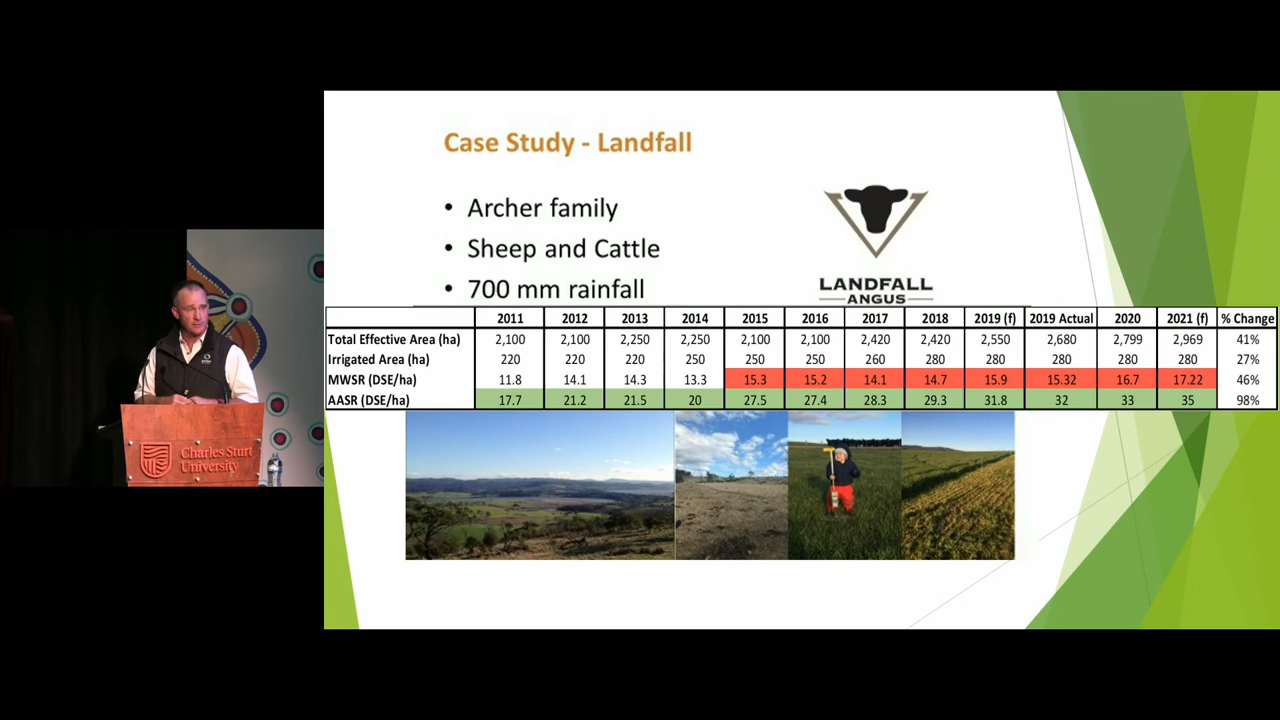 Case Study - Landfall
• Archer family
• Sheep and Cattle
• 700 mm rainfall
LANDFALL
ANGUS
2011 2012 2013 2014 2015 2016 2017 2018 2019 (f) 2019 Actual 2020 2021 (f) % Change
Total Effective Area (ha) 2,100 2,100 2,250 2,250 2,100 2,100 2,420 2,420 2,550 2,680 2,799 2,969 41%
Irrigated Area (ha) 220 220 220 250 250 250 260 280 280 280 280 280 27%
MWSR (DSE/ha) 11.8 14.1 14.3 13.3 15.3 15.2 14.1 14.7 15.9 15.32 16.7 17.22 46%
AASR (DSE/ha) 17.7 21.2 21.5 20 27.5 27.4 28.3 29.3 31.8 32 33 35 98%
Charles Sturt
University